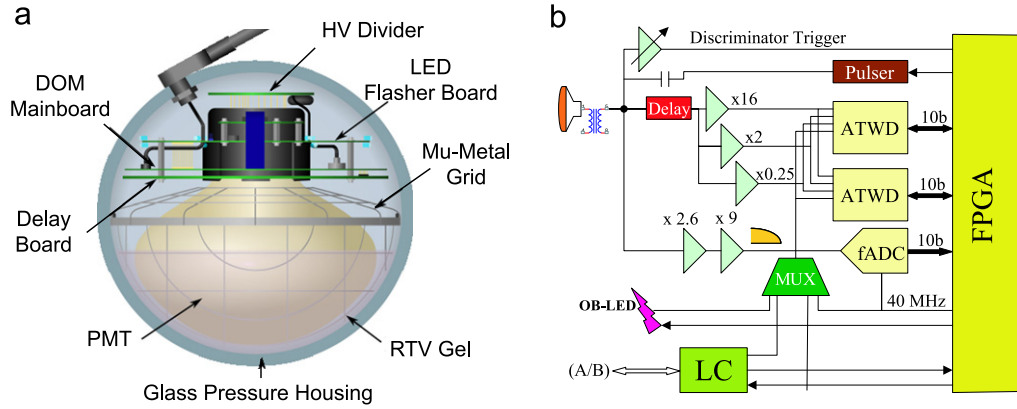 a
HV Divider
DOM
Mainboard
LED
Flasher Board
Mu-Metal
Grid
Delay
Board
PMT
RTV Gel
Glass Pressure Housing
b
Discriminator Trigger
Pulser
Delay
x16
x2
x0.25
ATWD
10b
ATWD
10b
FPGA
x 2.6
x 9
fADC
10b
MUX
40 MHz
OB-LED
(A/B)
LC